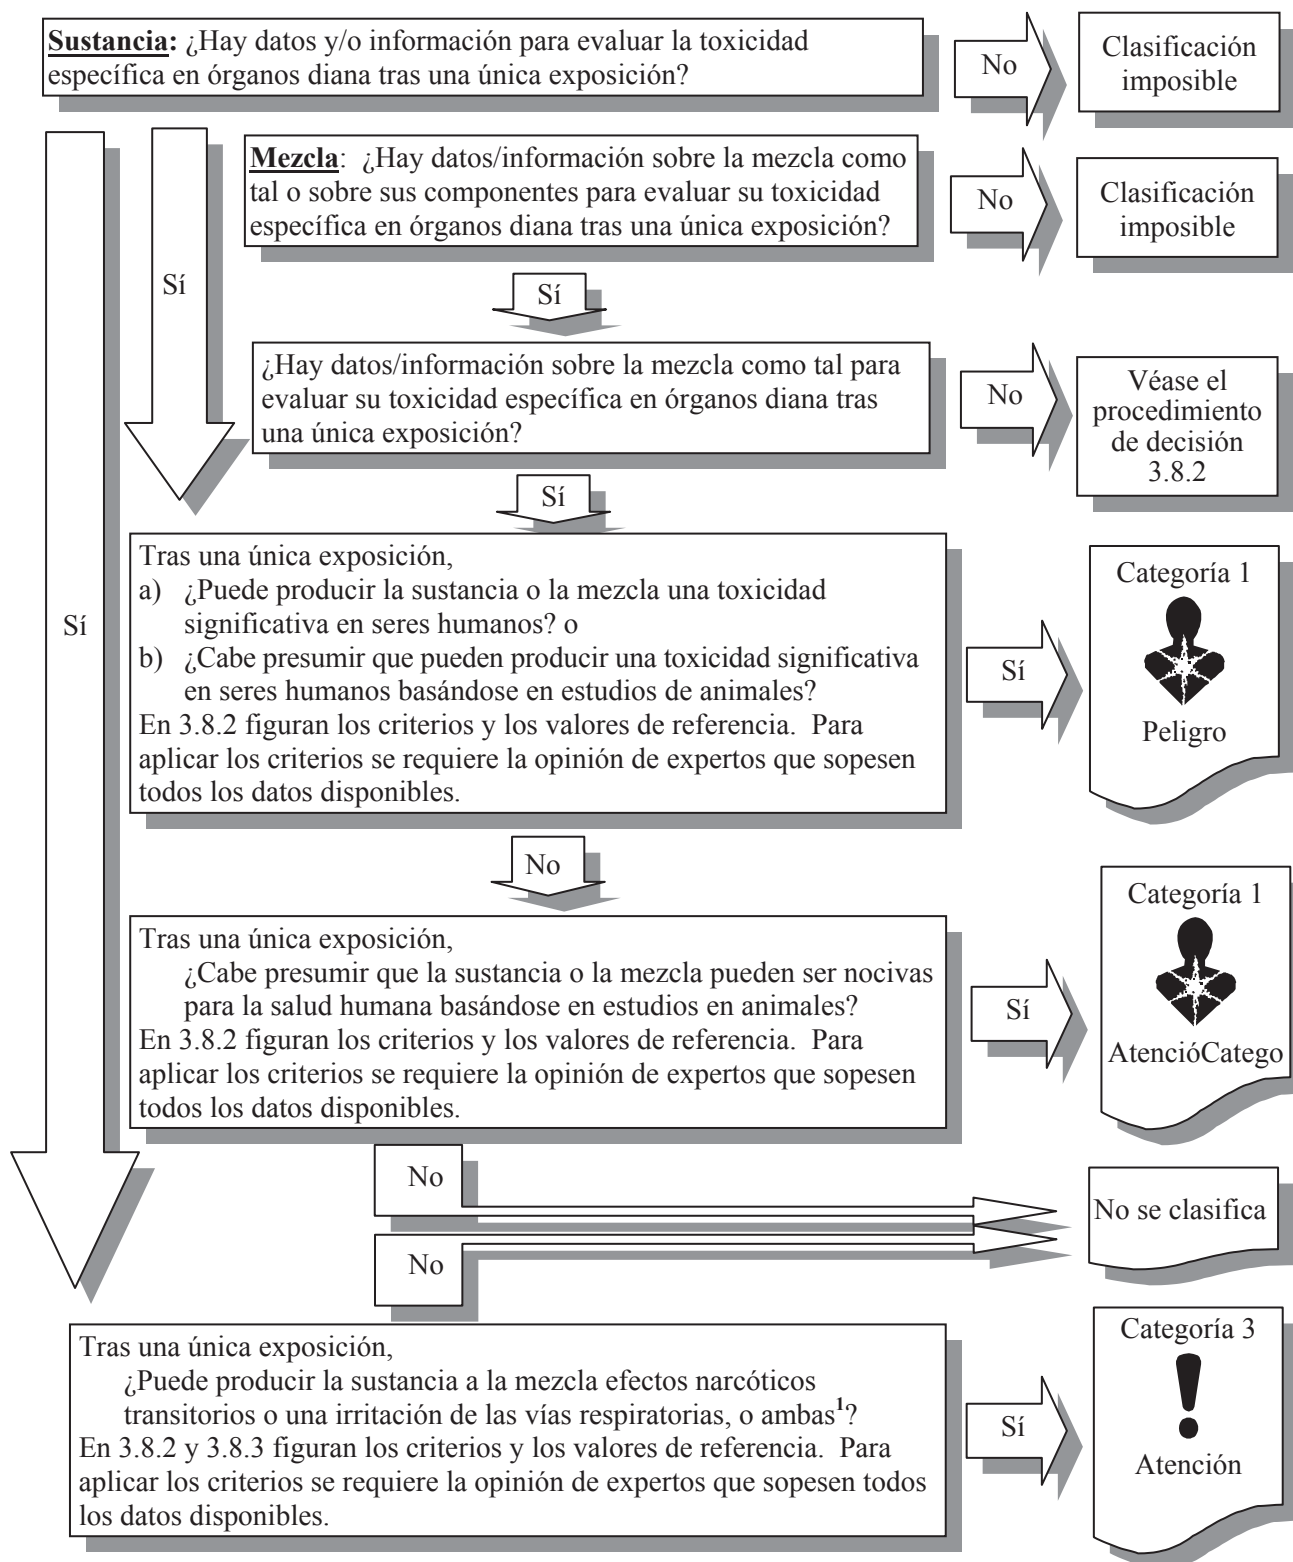 Sustancia: ¿Hay datos y/o información para evaluar la toxicidad
específica en órganos diana tras una única exposición?
No
Clasificación
imposible
Mezcla: ¿Hay datos/información sobre la mezcla como
tal o sobre sus componentes para evaluar su toxicidad
específica en órganos diana tras una única exposición?
No
Clasificación
imposible
Sí
Sí
¿Hay datos/información sobre la mezcla como tal para
evaluar su toxicidad específica en órganos diana tras
una única exposición?
No
Véase el
procedimiento
de decisión
3.8.2
Sí
Sí
Tras una única exposición,
a) ¿Puede producir la sustancia o la mezcla una toxicidad
significativa en seres humanos? o
b) ¿Cabe presumir que pueden producir una toxicidad significativa
en seres humanos basándose en estudios de animales?
En 3.8.2 figuran los criterios y los valores de referencia. Para
aplicar los criterios se requiere la opinión de expertos que sopesen
todos los datos disponibles.
Sí
Categoría 1
Peligro
No
Tras una única exposición,
¿Cabe presumir que la sustancia o la mezcla pueden ser nocivas
para la salud humana basándose en estudios en animales?
En 3.8.2 figuran los criterios y los valores de referencia. Para
aplicar los criterios se requiere la opinión de expertos que sopesen
todos los datos disponibles.
Sí
Categoría 1
AtencióCatego
No
No se clasifica
No
Tras una única exposición,
¿Puede producir la sustancia a la mezcla efectos narcóticos
transitorios o una irritación de las vías respiratorias, o ambas¹?
En 3.8.2 y 3.8.3 figuran los criterios y los valores de referencia. Para
aplicar los criterios se requiere la opinión de expertos que sopesen todos
los datos disponibles.
Sí
Categoría 3
Atención